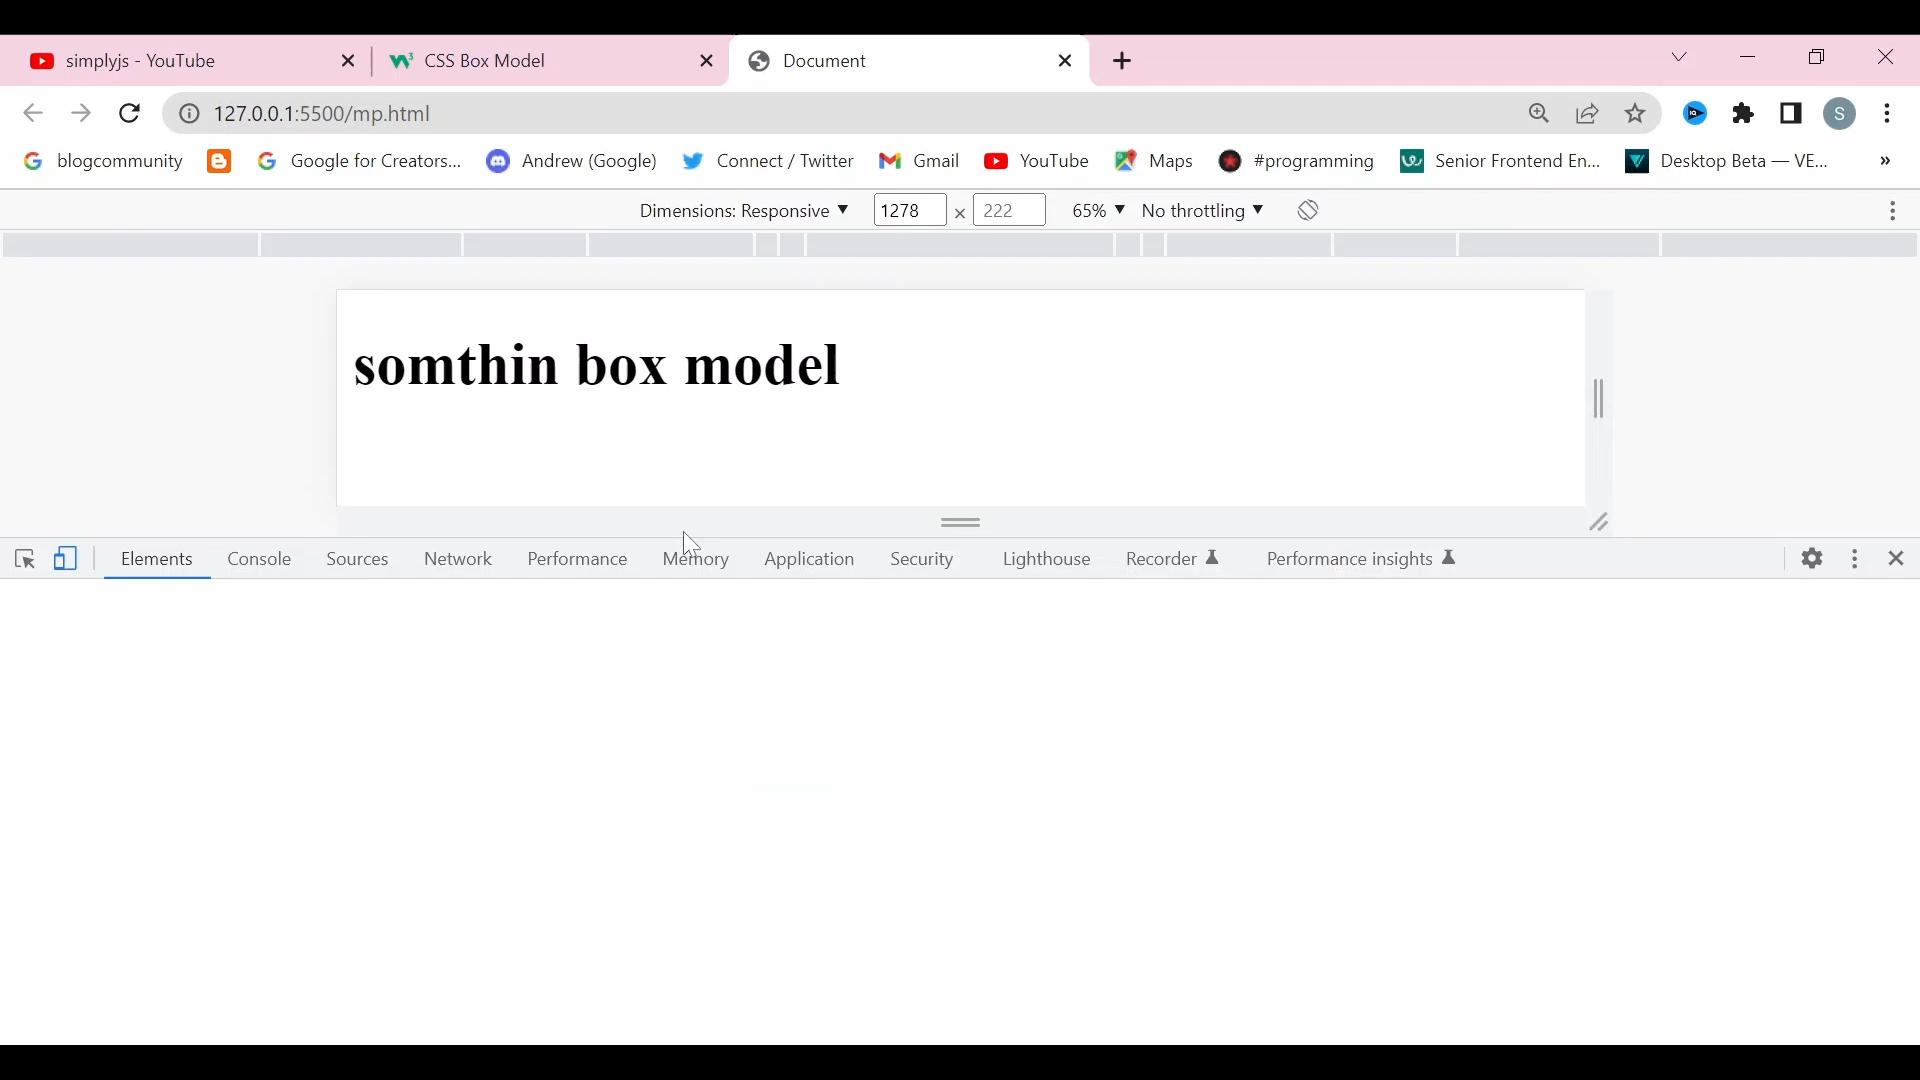 simplyjs - YouTube
CSS Box Model
Document
127.0.0.1:5500/mp.html
S
blogcommunity
Google for Creators...
Andrew (Google)
Connect / Twitter
Gmail
YouTube
Maps
#programming
Senior Frontend En...
Desktop Beta — VE...
»
Dimensions: Responsive
1278 × 222
65%
No throttling
somthin box model
Elements
Console
Sources
Network
Performance
Memory
Application
Security
Lighthouse
Recorder
Performance insights